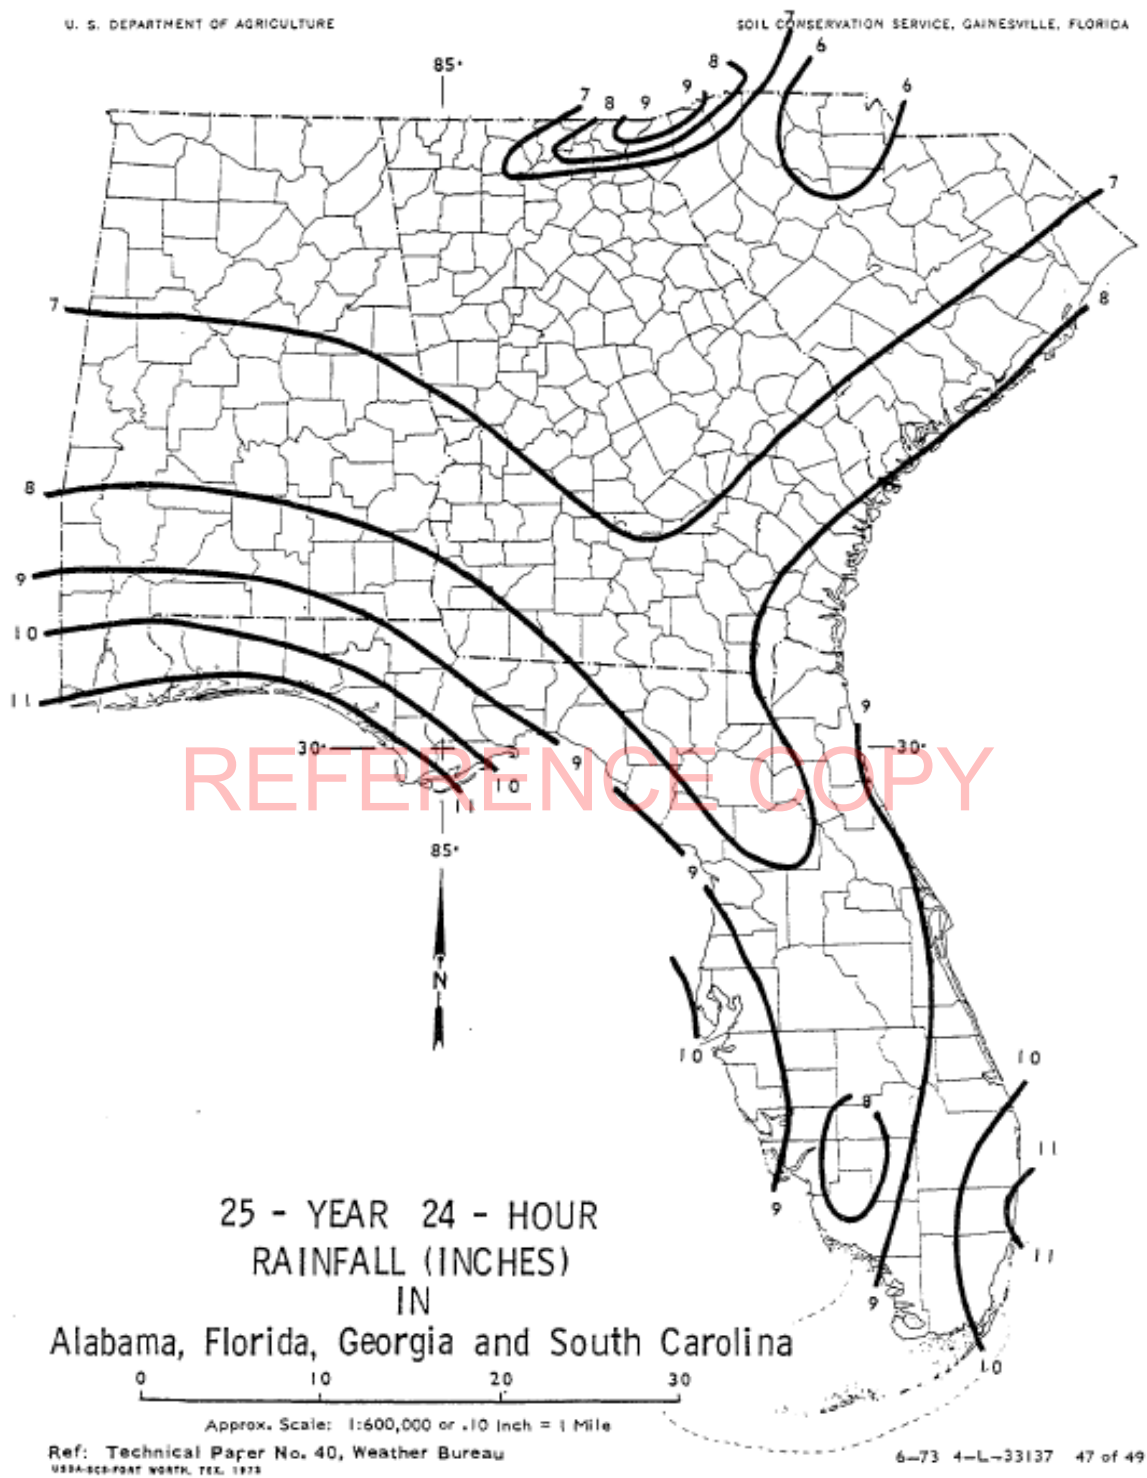 U. S. DEPARTMENT OF AGRICULTURE
SOIL CONSERVATION SERVICE, GAINESVILLE, FLORIDA
7
6
85°
8
9
6
7
8
9
7
7
8
8
9
10
11
9
30°
30°
REFERENCE COPY
9
10
11
85°
9
N
10
10
8
11
9
11
9
10
25 - YEAR 24 - HOUR
RAINFALL (INCHES)
IN
Alabama, Florida, Georgia and South Carolina
0 10 20 30
Approx. Scale: 1:600,000 or .10 Inch = 1 Mile
Ref: Technical Paper No. 40, Weather Bureau
USDA-SCS-FORT WORTH, TEX. 1973
6-73 4-L-33137 47 of 49